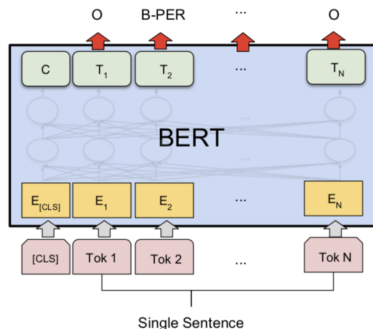 O B-PER ... O
C T1 T2 ... TN
BERT
E[CLS] E1 E2 ... EN
[CLS] Tok 1 Tok 2 ... Tok N
Single Sentence